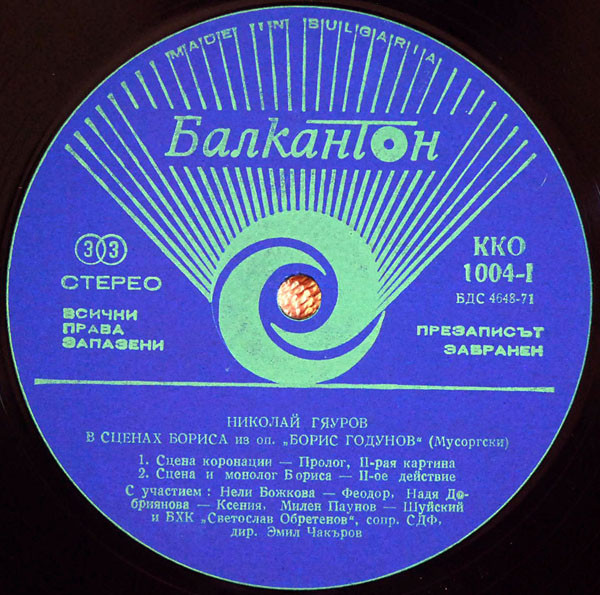 MADE IN BULGARIA
Балкантон
33
СТЕРЕО
ВСИЧНИ
ПРАВА
ЗАПАЗЕНИ
ККО
1004-I
БДС 4648-71
ПРЕЗАПИСЪТ
ЗАБРАНЕН
НИКОЛАЙ ГЯУРОВ
В СЦЕНАХ БОРИСА из оп. „БОРИС ГОДУНОВ“ (Мусоргски)
1. Сцена коронации — Пролог, II-рая картина
2. Сцена и монолог Бориса — II-ое действие
С участием: Нели Божкова — Феодор, Надя До-
бриянова — Ксения, Милен Паунов — Шуйский
и БХК „Светослав Обретенов“, сопр. СДФ,
дир. Эмил Чакъров